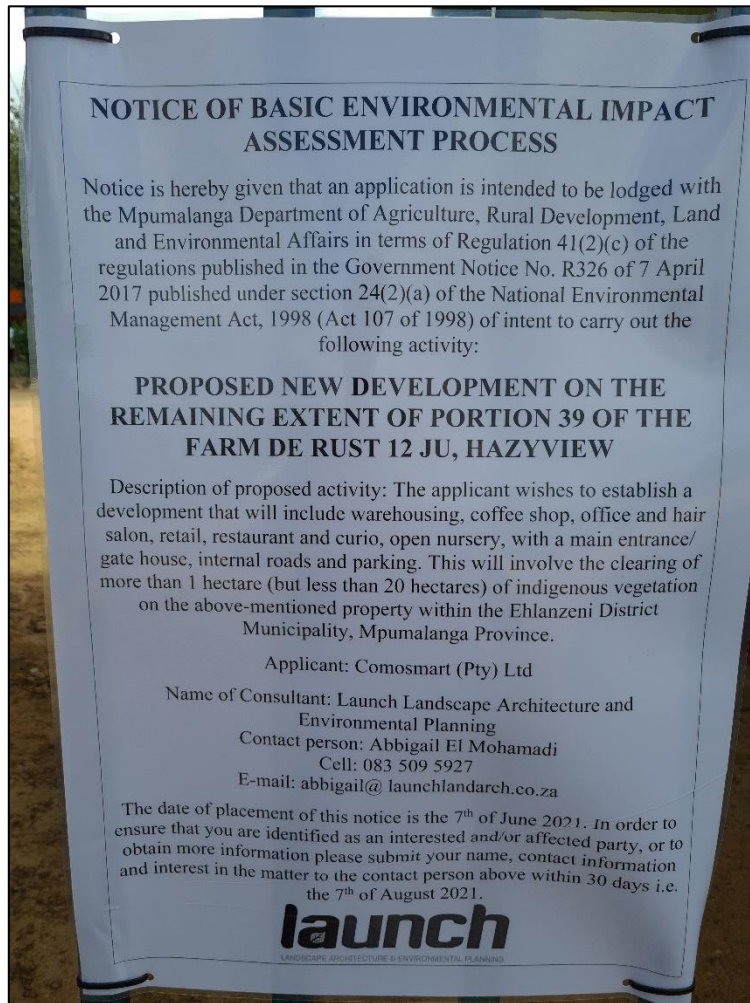 NOTICE OF BASIC ENVIRONMENTAL IMPACT
ASSESSMENT PROCESS
Notice is hereby given that an application is intended to be lodged with
the Mpumalanga Department of Agriculture, Rural Development, Land
and Environmental Affairs in terms of Regulation 41(2)(c) of the
regulations published in the Government Notice No. R326 of 7 April
2017 published under section 24(2)(a) of the National Environmental
Management Act, 1998 (Act 107 of 1998) of intent to carry out the
following activity:
PROPOSED NEW DEVELOPMENT ON THE
REMAINING EXTENT OF PORTION 39 OF THE
FARM DE RUST 12 JU, HAZYVIEW
Description of proposed activity: The applicant wishes to establish a
development that will include warehousing, coffee shop, office and hair
salon, retail, restaurant and curio, open nursery, with a main entrance/
gate house, internal roads and parking. This will involve the clearing of
more than 1 hectare (but less than 20 hectares) of indigenous vegetation
on the above-mentioned property within the Ehlanzeni District
Municipality, Mpumalanga Province.
Applicant: Comosmart (Pty) Ltd
Name of Consultant: Launch Landscape Architecture and
Environmental Planning
Contact person: Abbigail El Mohamadi
Cell: 083 509 5927
E-mail: abbigail@ launchlandarch.co.za
The date of placement of this notice is the 7th of June 2021. In order to
ensure that you are identified as an interested and/or affected party, or to
obtain more information please submit your name, contact information
and interest in the matter to the contact person above within 30 days i.e.
the 7th of August 2021.
launch
LANDSCAPE ARCHITECTURE & ENVIRONMENTAL PLANNING